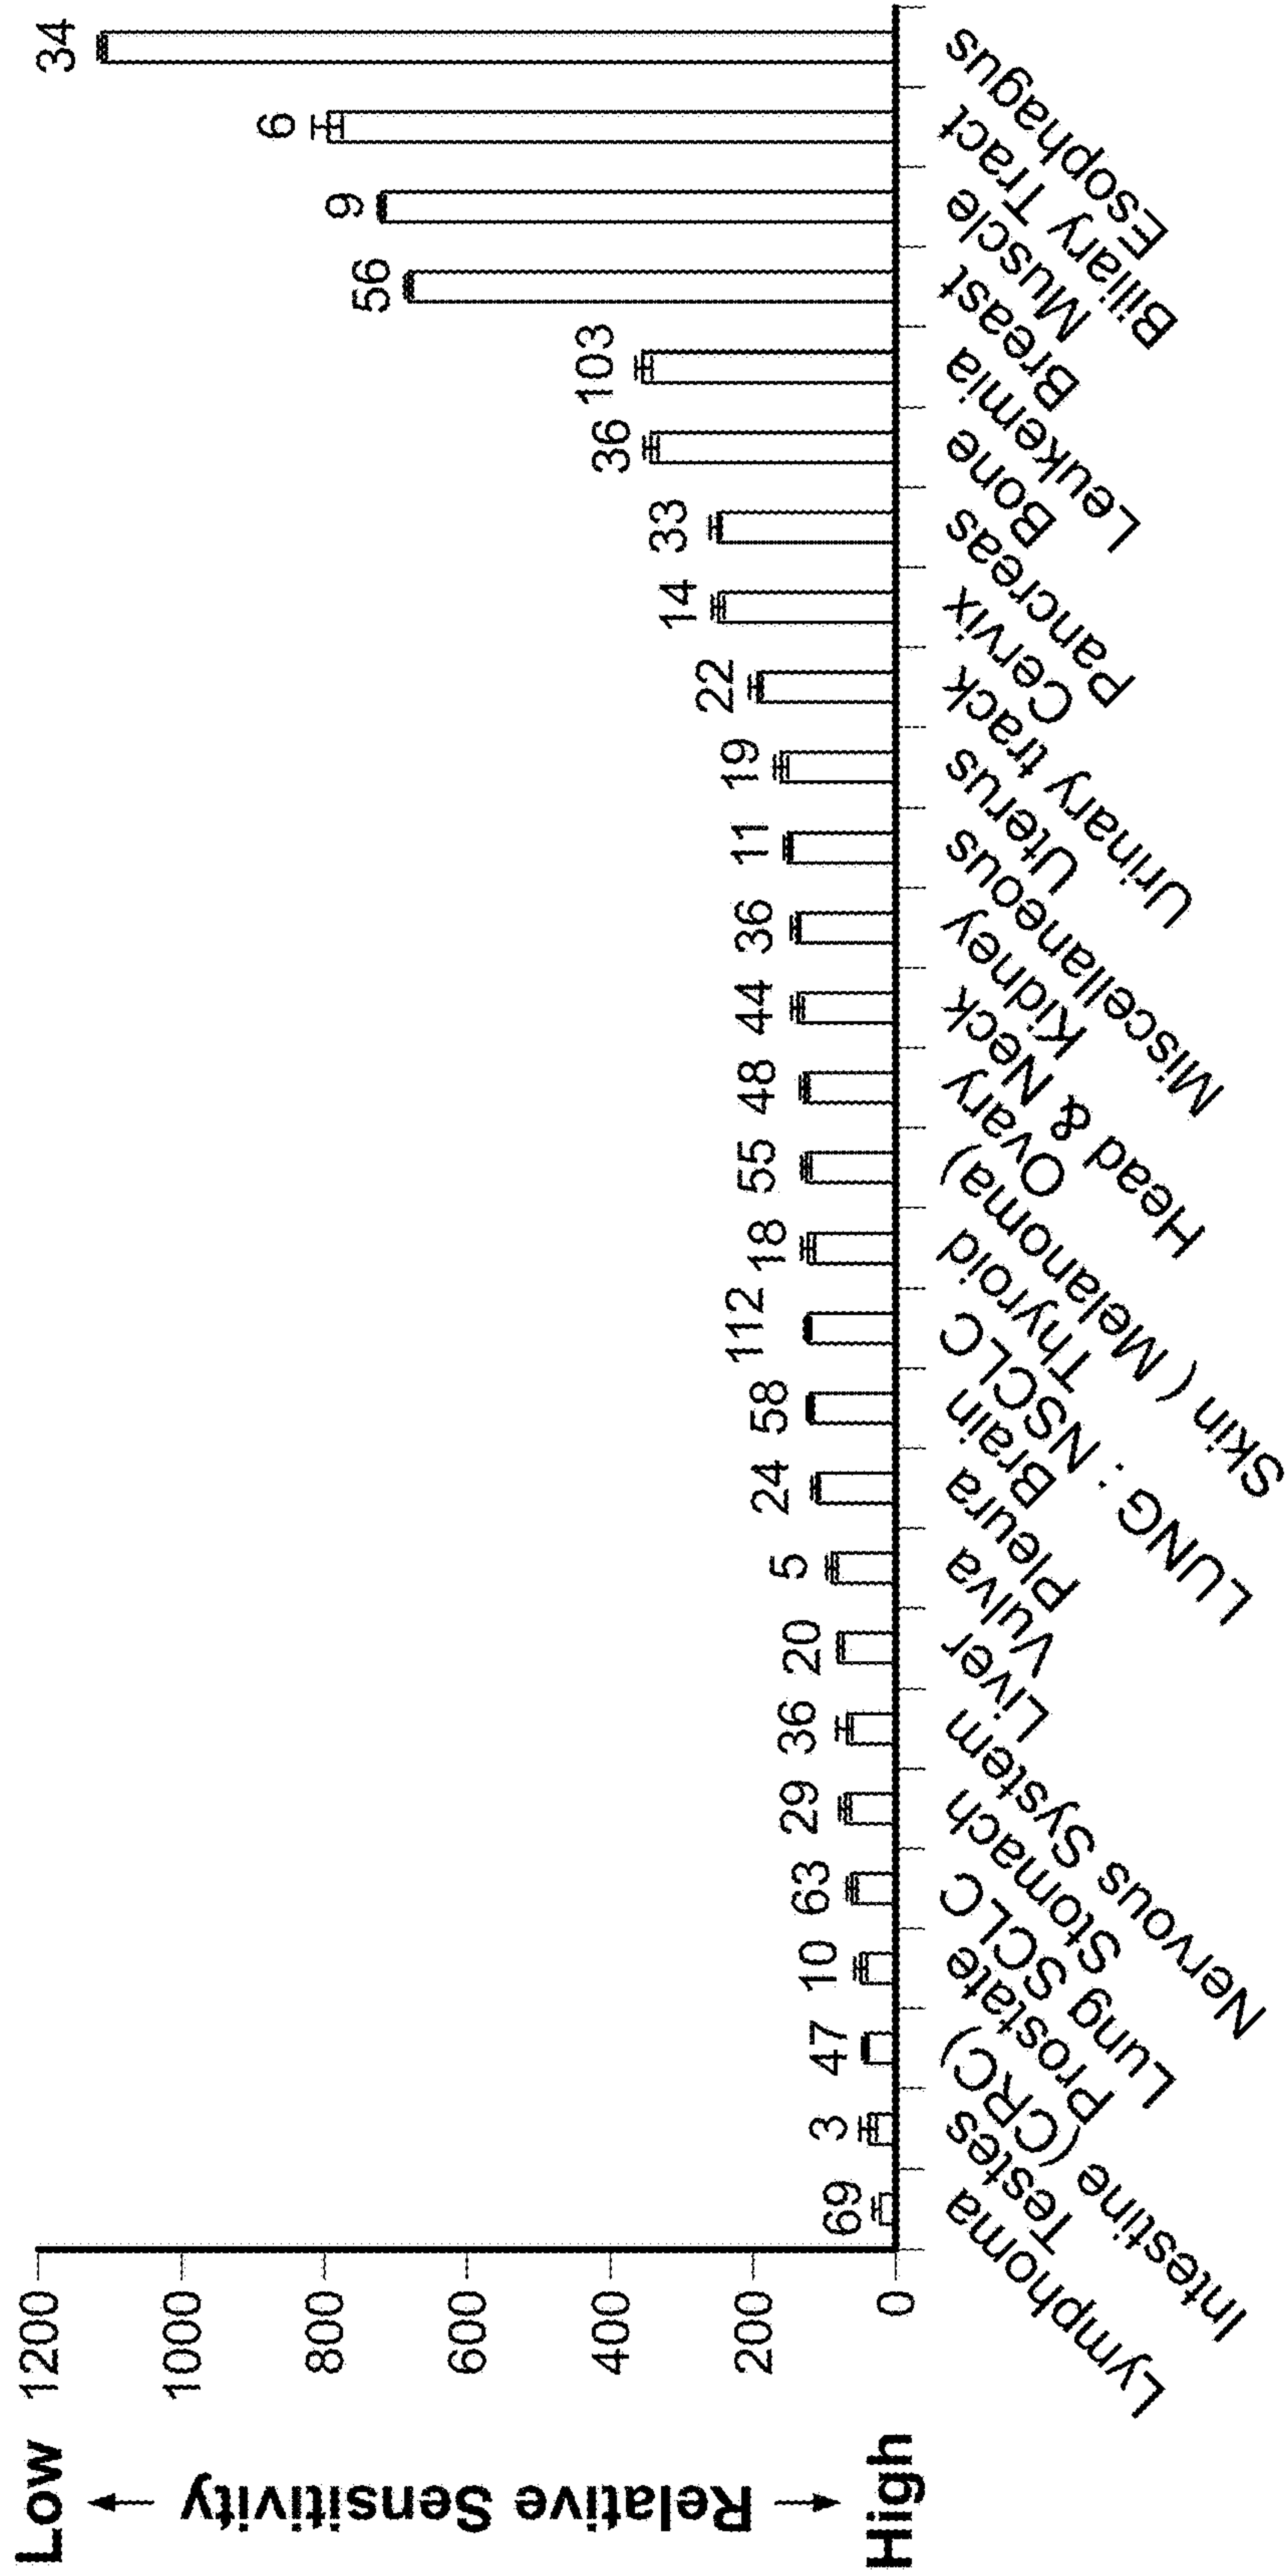 Low
Relative Sensitivity
High
1200
1000
800
600
400
200
0
69
3
47
10
63
29
36
20
5
24
58
112
18
55
48
44
36
11
19
22
14
33
36
103
56
9
6
34
Lymphoma
Testes
Intestine (CRC)
Prostate
Lung SCLC
Stomach
Nervous System
Liver
Vulva
Pleura
Brain
LUNG : NSCLC
Thyroid
Skin ( Melanoma)
Ovary
Head & Neck
Kidney
Miscellaneous
Uterus
Urinary track
Cervix
Pancreas
Bone
Leukemia
Breast
Muscle
Biliary Tract
Esophagus